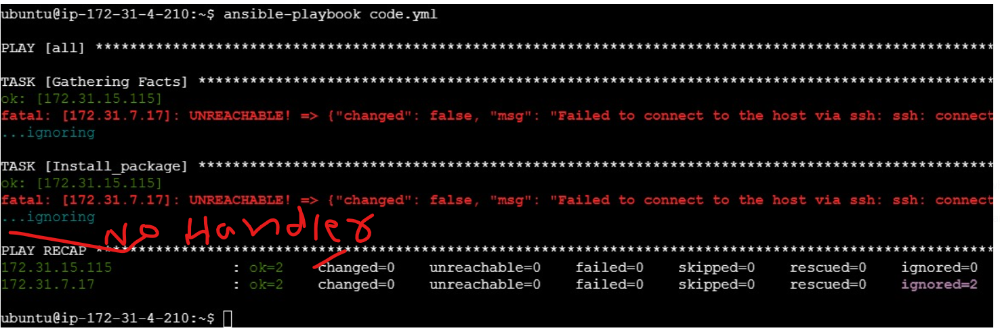 ubuntu@ip-172-31-4-210:~$ ansible-playbook code.yml
PLAY [all] *********************************************************************************************************
TASK [Gathering Facts] *********************************************************************************************
ok: [172.31.15.115]
fatal: [172.31.7.17]: UNREACHABLE! => {"changed": false, "msg": "Failed to connect to the host via ssh: ssh: connect
...ignoring
TASK [Install_package] *********************************************************************************************
ok: [172.31.15.115]
fatal: [172.31.7.17]: UNREACHABLE! => {"changed": false, "msg": "Failed to connect to the host via ssh: ssh: connect
...ignoring
No Handler
PLAY RECAP *********************************************************************************************************
172.31.15.115 : ok=2 changed=0 unreachable=0 failed=0 skipped=0 rescued=0 ignored=0
172.31.7.17 : ok=2 changed=0 unreachable=0 failed=0 skipped=0 rescued=0 ignored=2
ubuntu@ip-172-31-4-210:~$